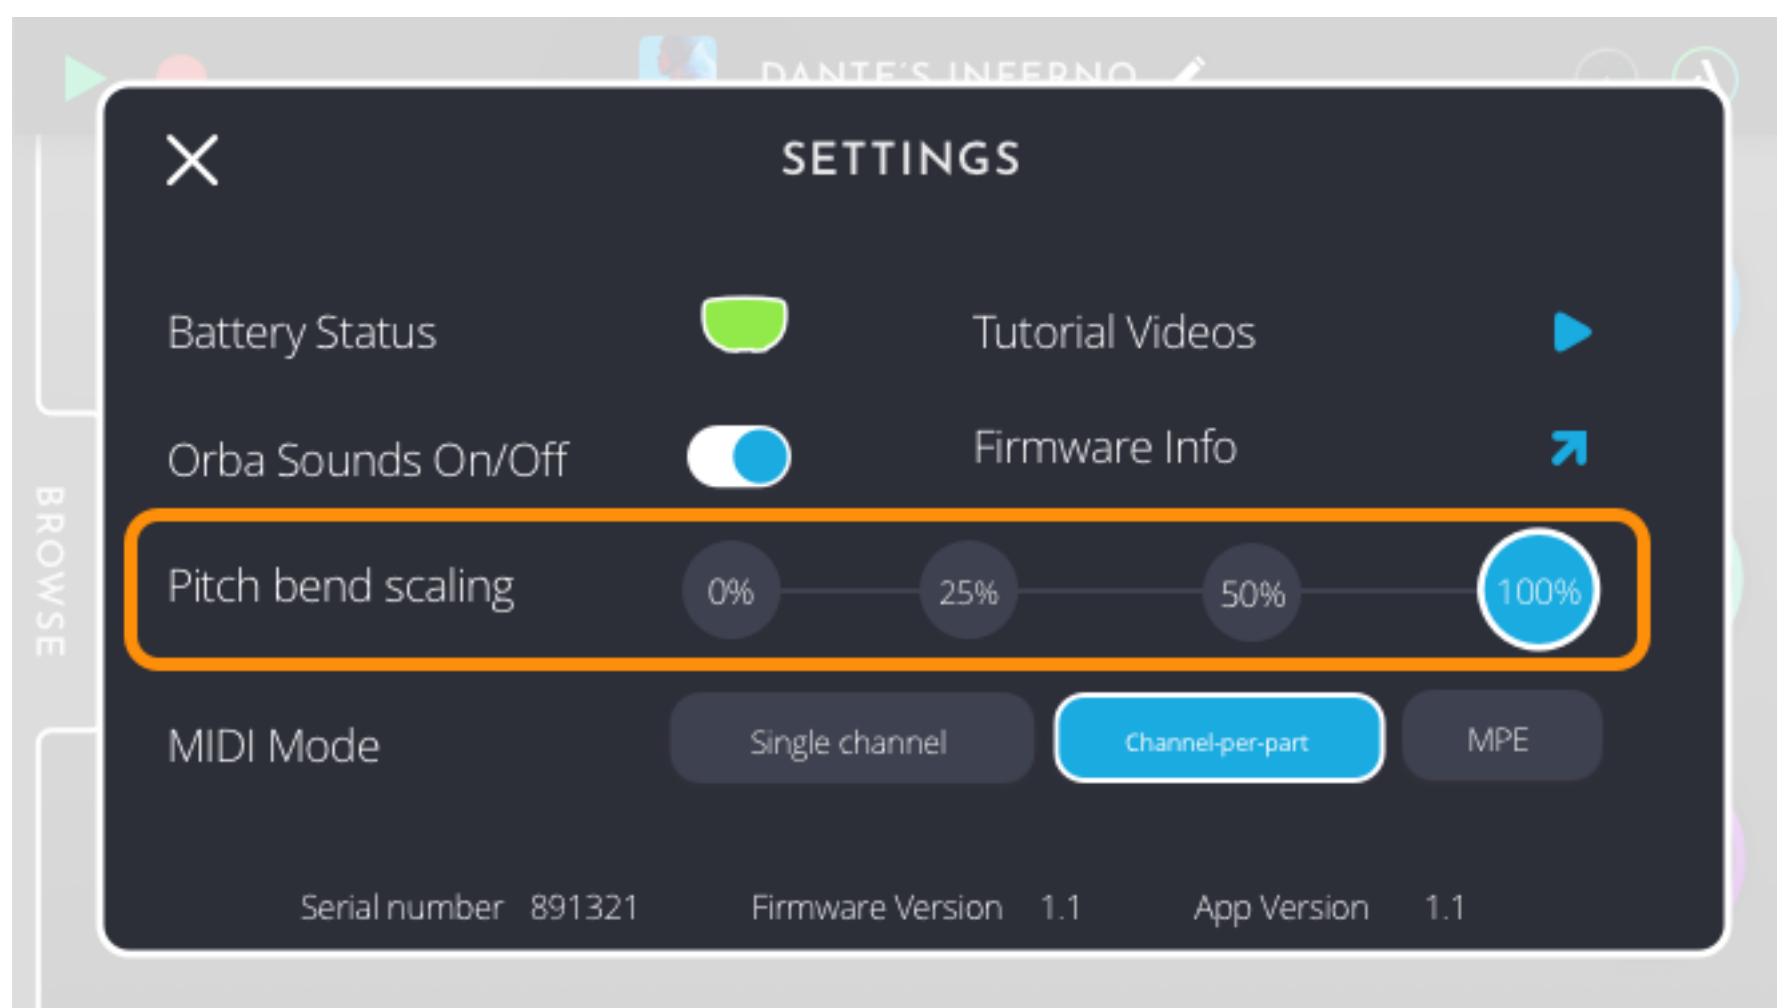 DANTE'S INFERNO
SETTINGS
Battery Status
Tutorial Videos
Orba Sounds On/Off
Firmware Info
BROWSE
Pitch bend scaling 0% 25% 50% 100%
MIDI Mode Single channel Channel-per-part MPE
Serial number 891321 Firmware Version 1.1 App Version 1.1